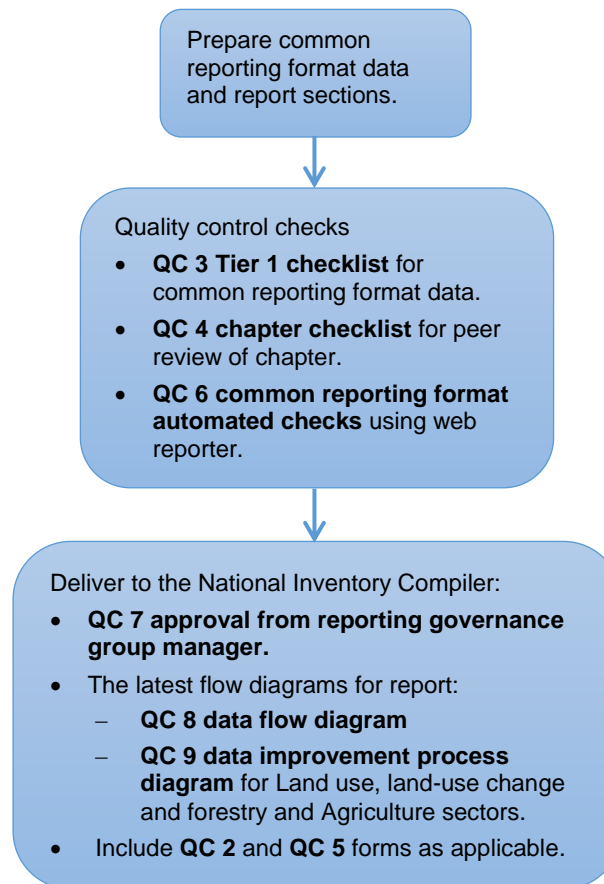 Prepare common
reporting format data
and report sections.
Quality control checks
• QC 3 Tier 1 checklist for
common reporting format data.
• QC 4 chapter checklist for peer
review of chapter.
• QC 6 common reporting format
automated checks using web
reporter.
Deliver to the National Inventory Compiler:
• QC 7 approval from reporting governance
group manager.
• The latest flow diagrams for report:
– QC 8 data flow diagram
– QC 9 data improvement process
diagram for Land use, land-use change
and forestry and Agriculture sectors.
• Include QC 2 and QC 5 forms as applicable.